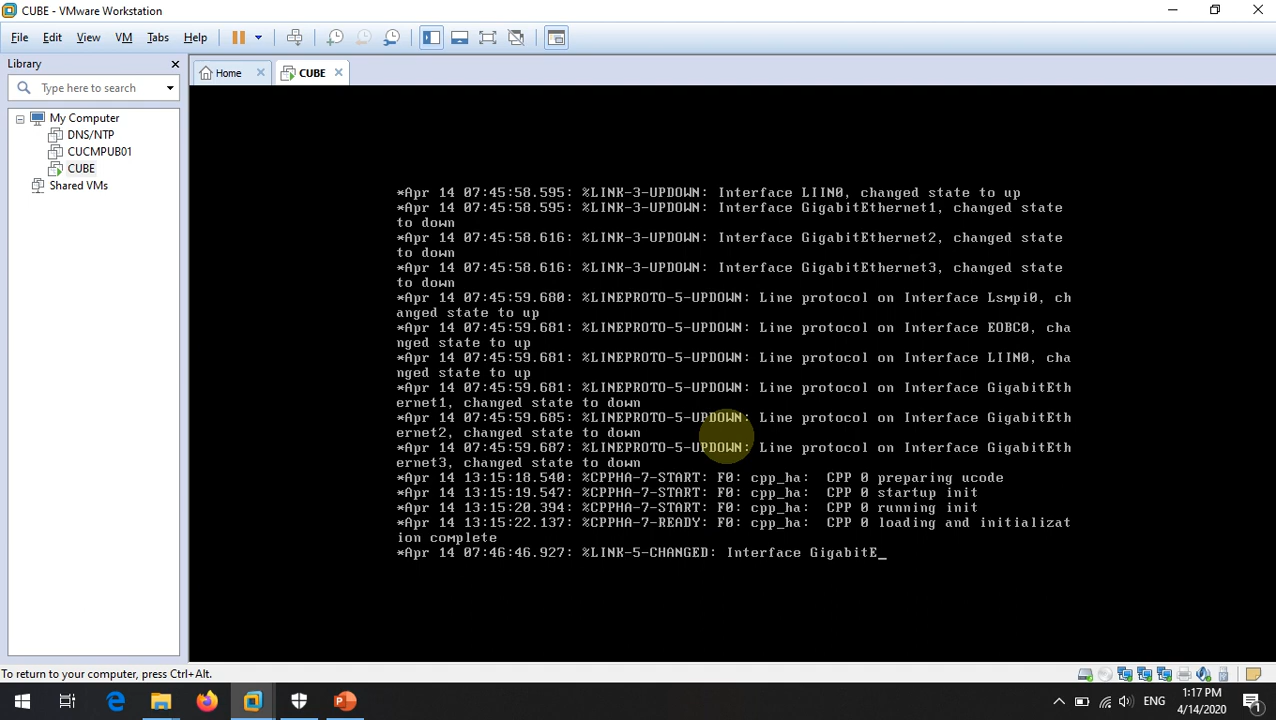 CUBE - VMware Workstation
File Edit View VM Tabs Help
Library
Type here to search
My Computer
DNS/NTP
CUCMPUB01
CUBE
Shared VMs
Home
CUBE
*Apr 14 07:45:58.595: %LINK-3-UPDOWN: Interface LIIN0, changed state to up
*Apr 14 07:45:58.595: %LINK-3-UPDOWN: Interface GigabitEthernet1, changed state
to down
*Apr 14 07:45:58.616: %LINK-3-UPDOWN: Interface GigabitEthernet2, changed state
to down
*Apr 14 07:45:58.616: %LINK-3-UPDOWN: Interface GigabitEthernet3, changed state
to down
*Apr 14 07:45:59.680: %LINEPROTO-5-UPDOWN: Line protocol on Interface Lsmpi0, ch
anged state to up
*Apr 14 07:45:59.681: %LINEPROTO-5-UPDOWN: Line protocol on Interface EOBC0, cha
nged state to up
*Apr 14 07:45:59.681: %LINEPROTO-5-UPDOWN: Line protocol on Interface LIIN0, cha
nged state to up
*Apr 14 07:45:59.681: %LINEPROTO-5-UPDOWN: Line protocol on Interface GigabitEth
ernet1, changed state to down
*Apr 14 07:45:59.685: %LINEPROTO-5-UPDOWN: Line protocol on Interface GigabitEth
ernet2, changed state to down
*Apr 14 07:45:59.687: %LINEPROTO-5-UPDOWN: Line protocol on Interface GigabitEth
ernet3, changed state to down
*Apr 14 13:15:18.540: %CPPHA-7-START: F0: cpp_ha:  CPP 0 preparing ucode
*Apr 14 13:15:19.547: %CPPHA-7-START: F0: cpp_ha:  CPP 0 startup init
*Apr 14 13:15:20.394: %CPPHA-7-START: F0: cpp_ha:  CPP 0 running init
*Apr 14 13:15:22.137: %CPPHA-7-READY: F0: cpp_ha:  CPP 0 loading and initializat
ion complete
*Apr 14 07:46:46.927: %LINK-5-CHANGED: Interface GigabitE_
To return to your computer, press Ctrl+Alt.
ENG
1:17 PM
4/14/2020
1